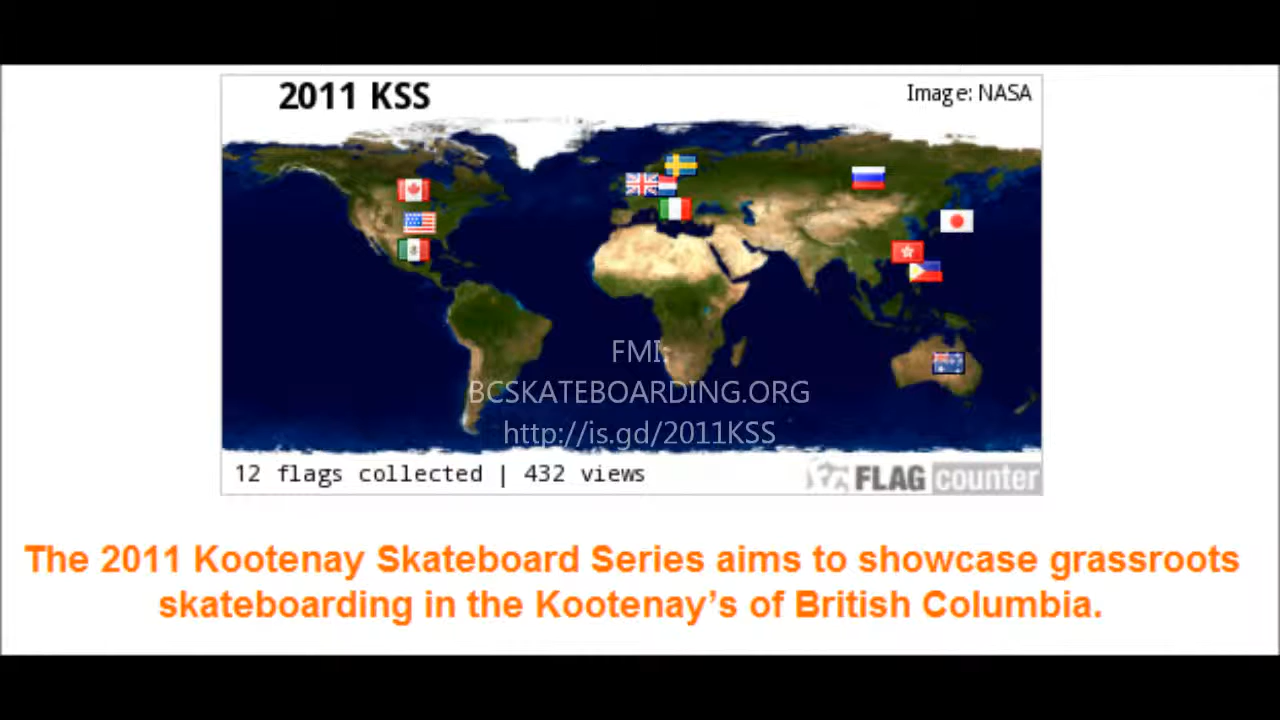 2011 KSS
Image: NASA
FMI:
BCSKATEBOARDING.ORG
http://is.gd/2011KSS
12 flags collected | 432 views
FLAG counter
The 2011 Kootenay Skateboard Series aims to showcase grassroots
skateboarding in the Kootenay’s of British Columbia.